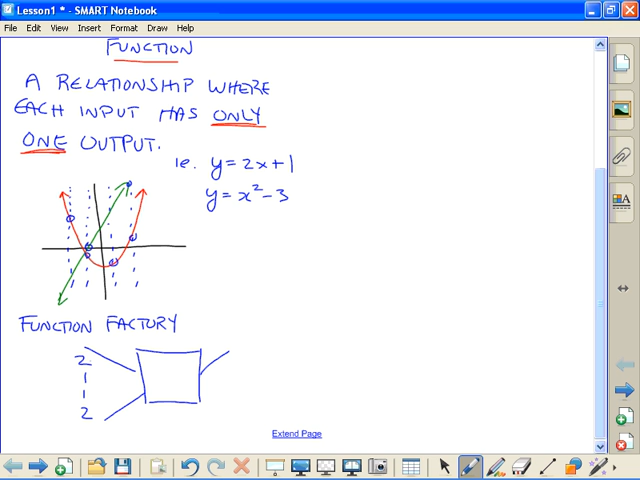 Lesson1 * - SMART Notebook
File Edit View Insert Format Draw Help
FUNCTION
A RELATIONSHIP WHERE
EACH INPUT HAS ONLY
ONE OUTPUT.
ie. y = 2x + 1
y = x² - 3
FUNCTION FACTORY
2
1
1
2
Extend Page